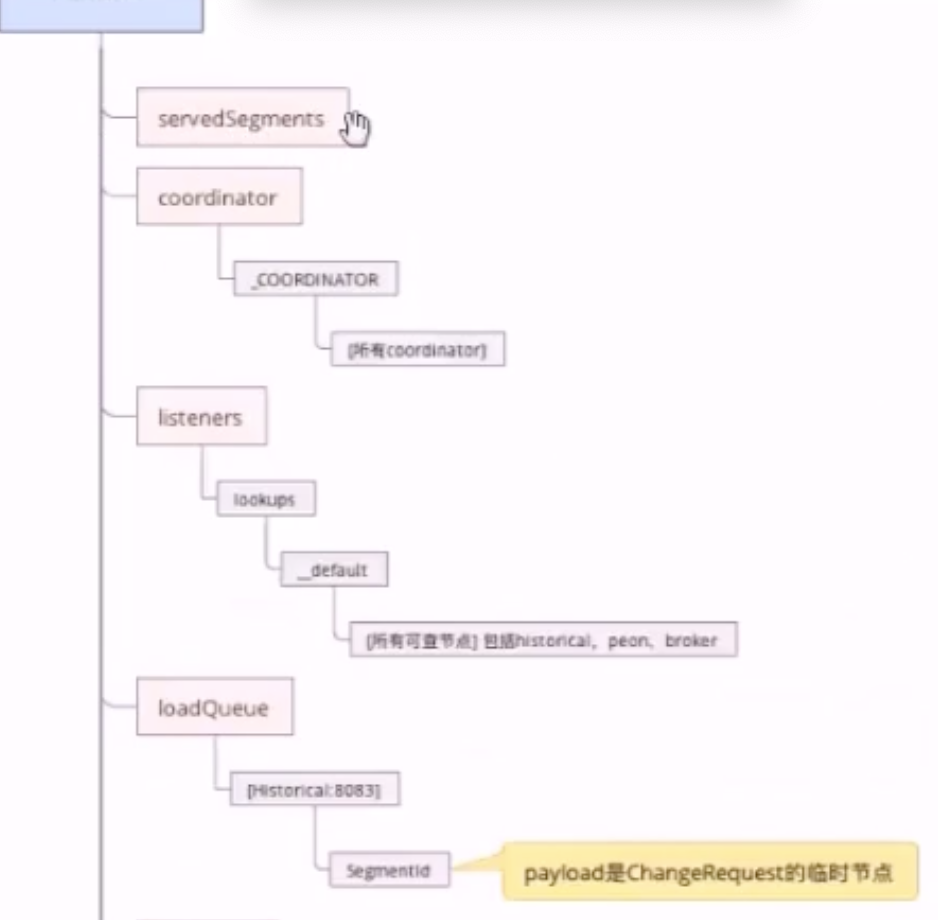 servedSegments
coordinator
_COORDINATOR
[所有coordinator]
listeners
lookups
__default
[所有可查节点] 包括historical，peon、broker
loadQueue
[Historical:8083]
SegmentId
payload是ChangeRequest的临时节点